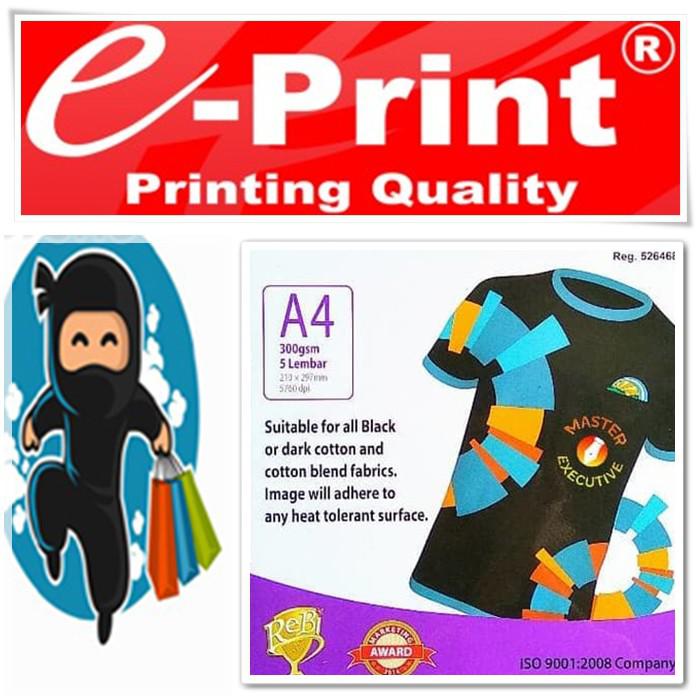 e-Print®
Printing Quality
Reg. 526468
A4
300gsm
5 Lembar
210 x 297mm
5760 dpi
Suitable for all Black
or dark cotton and
cotton blend fabrics.
Image will adhere to
any heat tolerant surface.
MASTER
EXECUTIVE
ReBi
MARKETING
AWARD
2014
ISO 9001:2008 Company